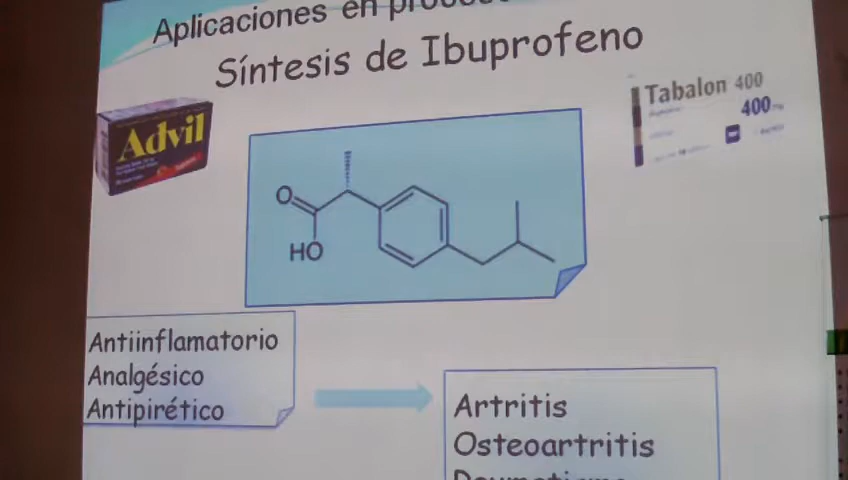 Aplicaciones en
Síntesis de Ibuprofeno
Advil
Tabalon 400
400
O
HO
Antiinflamatorio
Analgésico
Antipirético
Artritis
Osteoartritis